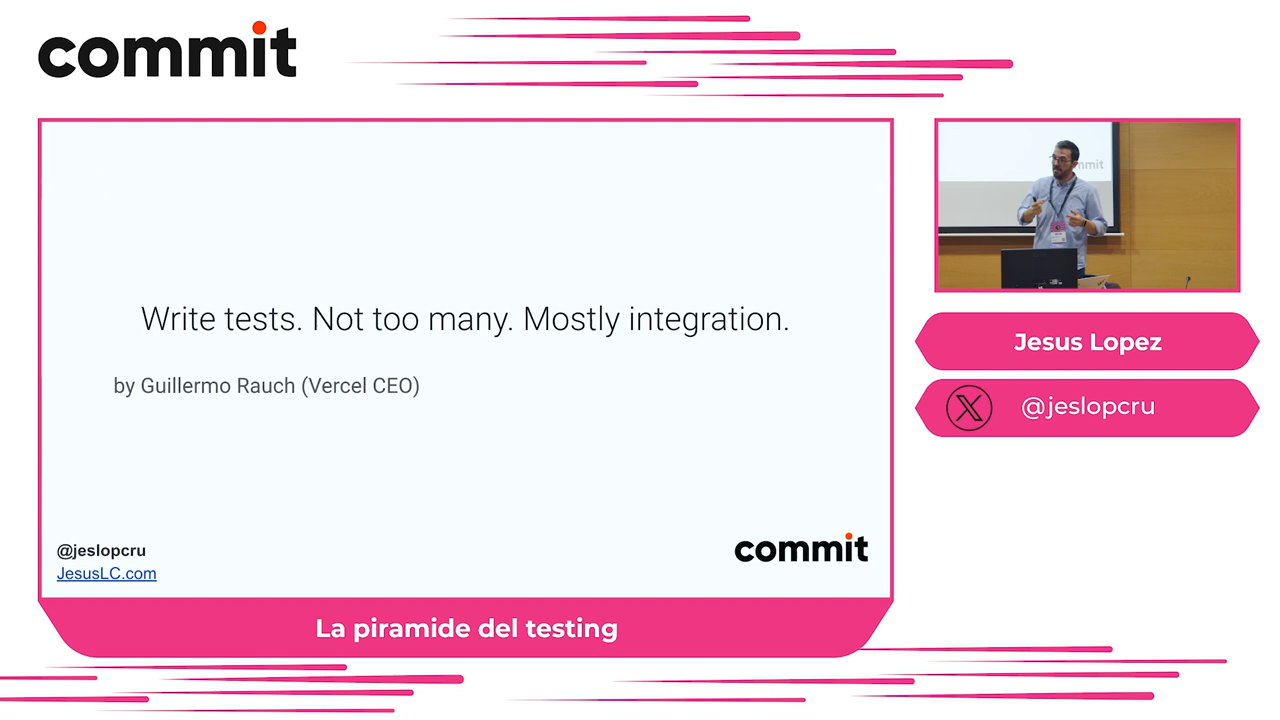 commit
Write tests. Not too many. Mostly integration.
by Guillermo Rauch (Vercel CEO)
@jeslopcru
JesusLC.com
commit
La piramide del testing
mmit
Jesus Lopez
@jeslopcru